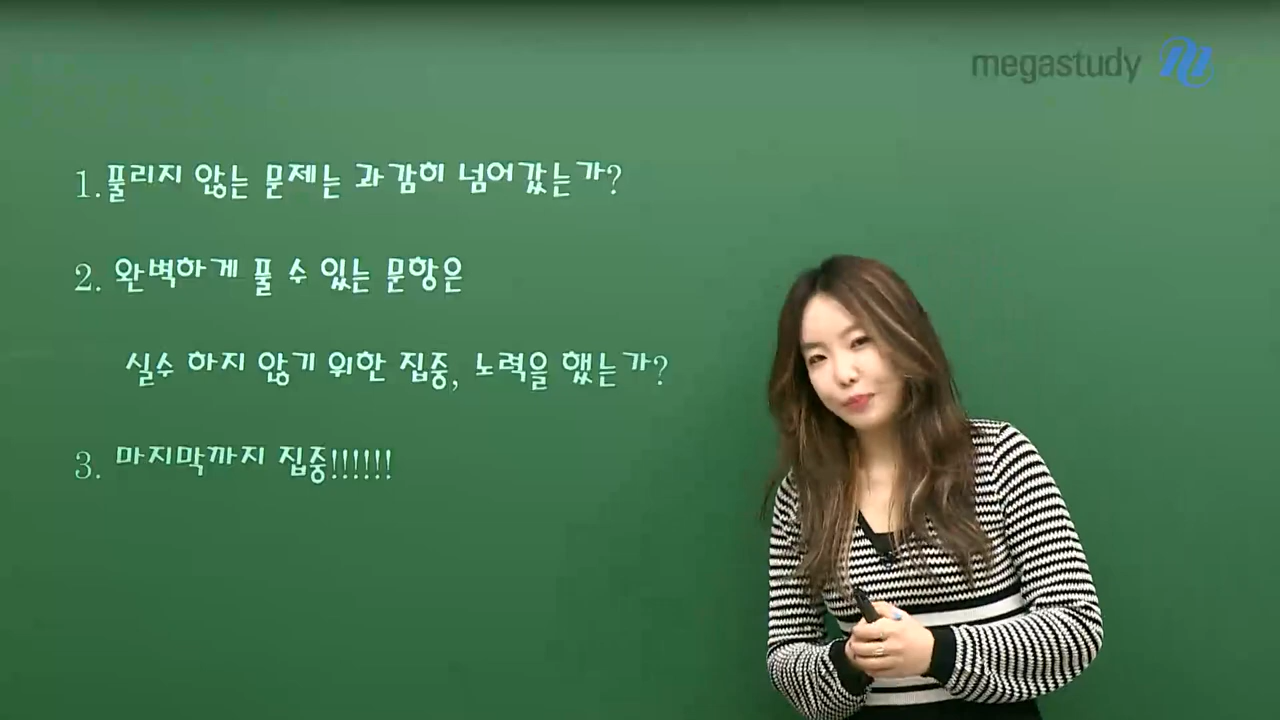 megastudy
1. 풀리지 않는 문제는 과감히 넘어갔는가?
2. 완벽하게 풀 수 있는 문항은
실수 하지 않기 위한 집중, 노력을 했는가?
3. 마지막까지 집중!!!!!!